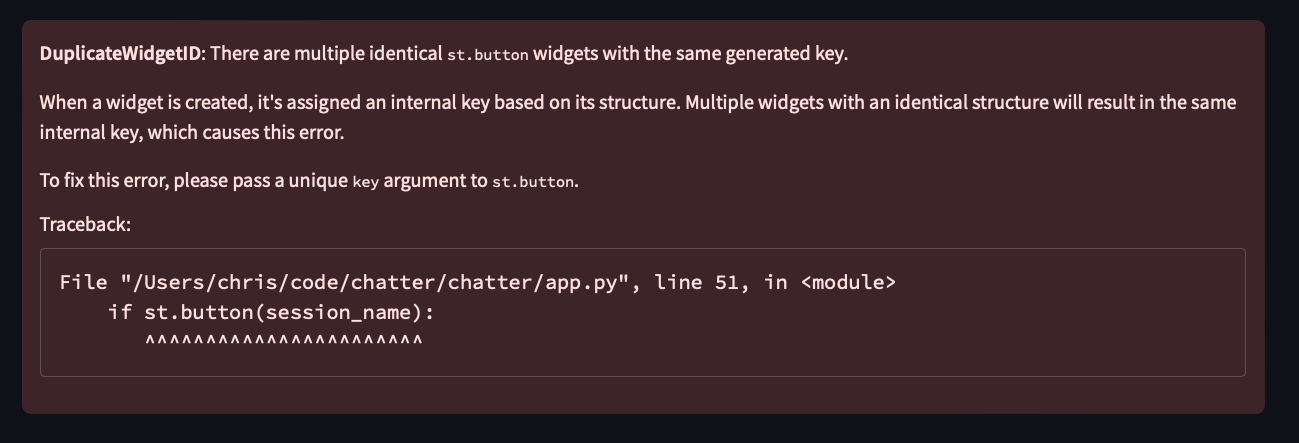 DuplicateWidgetID: There are multiple identical st.button widgets with the same generated key.
When a widget is created, it's assigned an internal key based on its structure. Multiple widgets with an identical structure will result in the same
internal key, which causes this error.
To fix this error, please pass a unique key argument to st.button.
Traceback:
File "/Users/chris/code/chatter/chatter/app.py", line 51, in <module>
    if st.button(session_name):
       ^^^^^^^^^^^^^^^^^^^^^^^